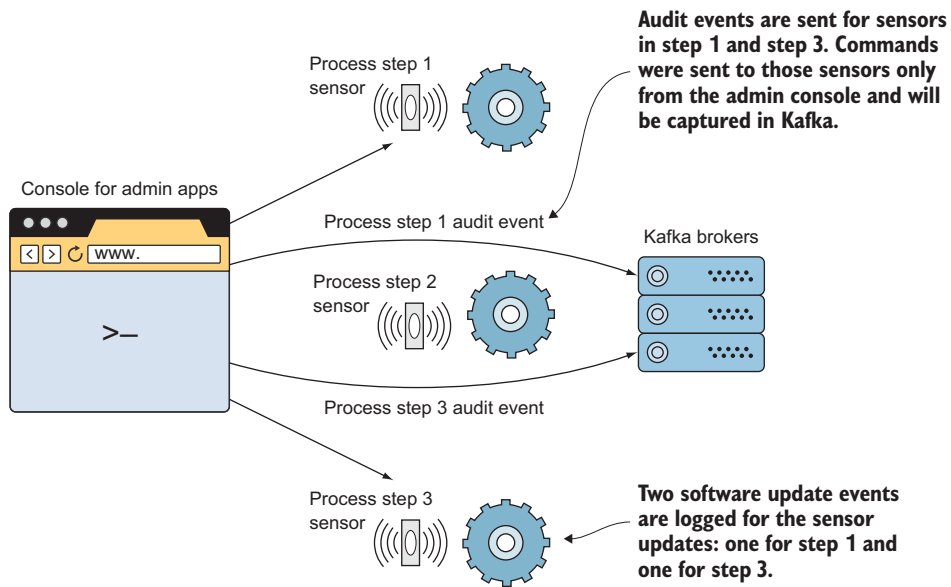 Audit events are sent for sensors
in step 1 and step 3. Commands
were sent to those sensors only
from the admin console and will
be captured in Kafka.
Process step 1
sensor
Console for admin apps
www.
>_
Process step 1 audit event
Kafka brokers
Process step 2
sensor
Process step 3 audit event
Process step 3
sensor
Two software update events
are logged for the sensor
updates: one for step 1 and
one for step 3.